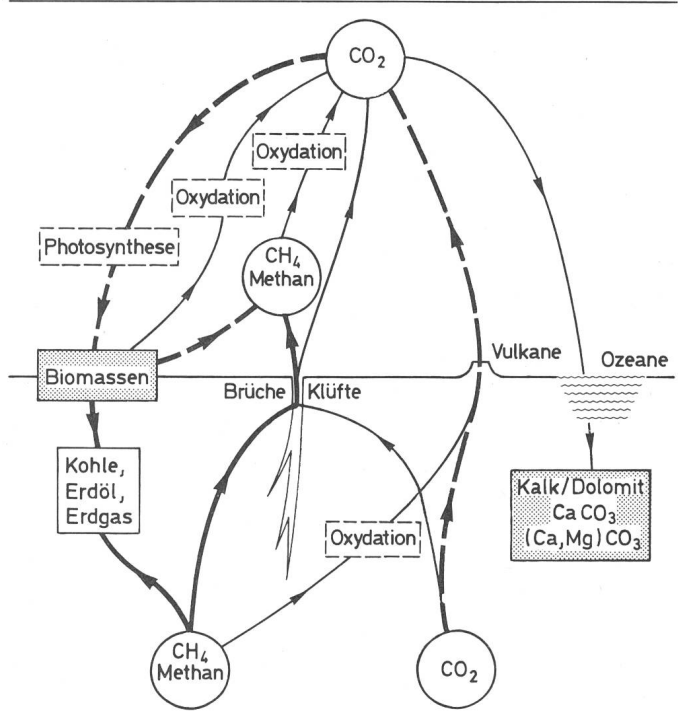 CO₂
Oxydation
Oxydation
Photosynthese
CH₄
Methan
Vulkane
Ozeane
Biomassen
Brüche
Klüfte
Kohle,
Erdöl,
Erdgas
Kalk/Dolomit
CaCO₃
(Ca,Mg)CO₃
Oxydation
CH₄
Methan
CO₂